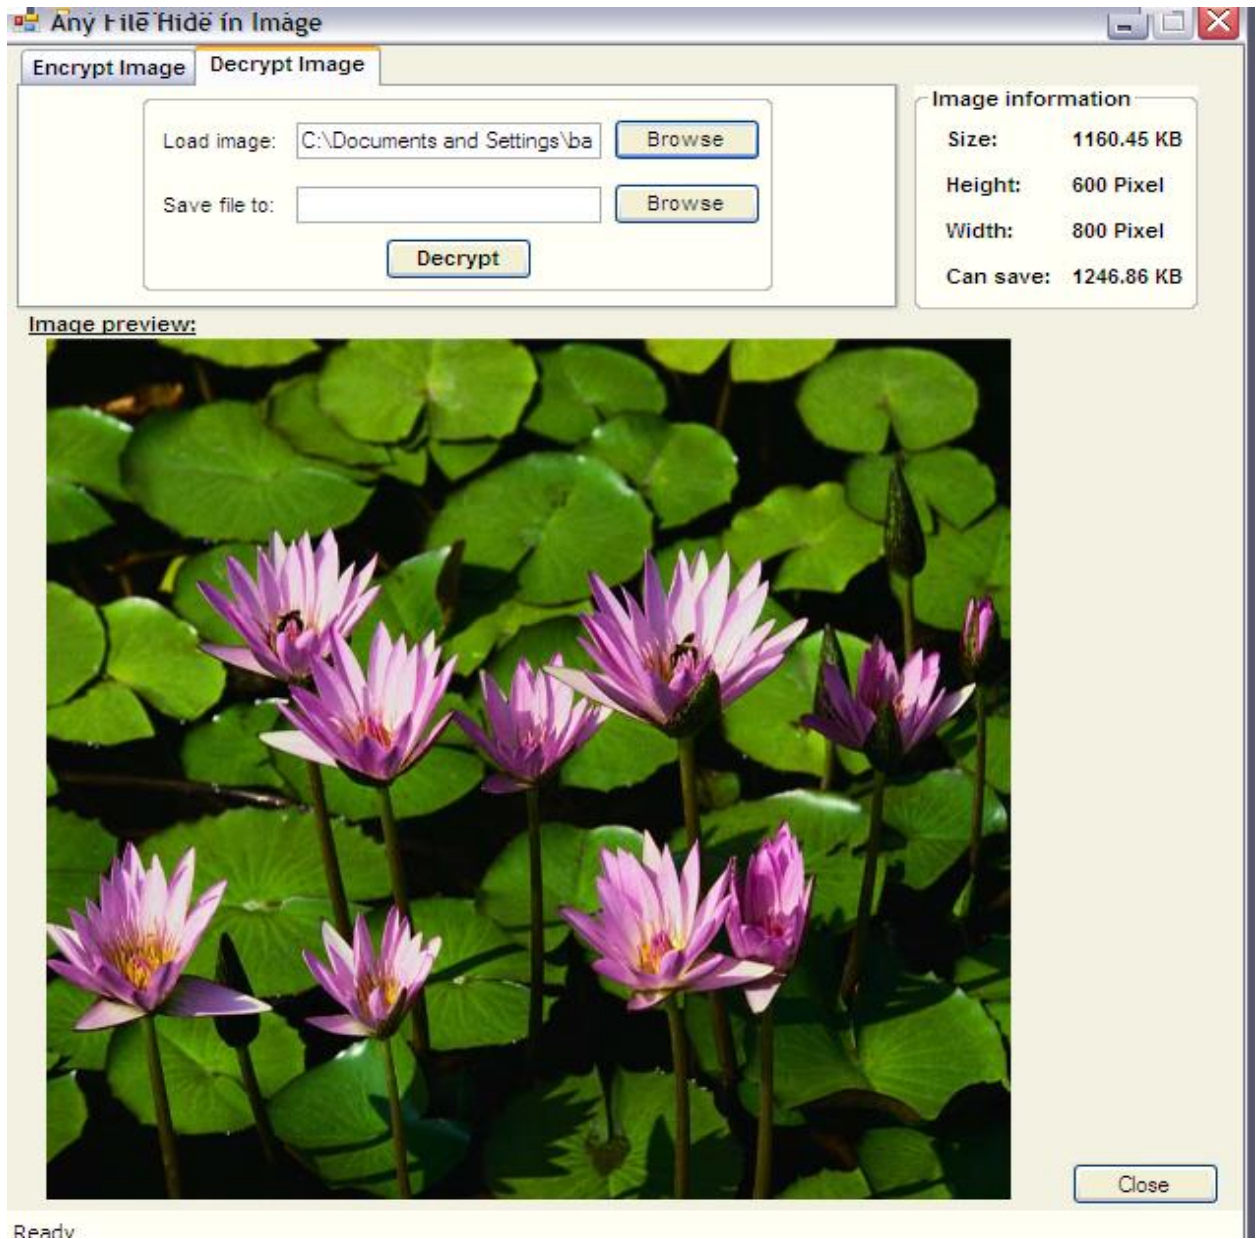 Any File Hide in Image
Encrypt Image
Decrypt Image
Load image: C:\Documents and Settings\ba Browse
Save file to: Browse
Decrypt
Image information
Size: 1160.45 KB
Height: 600 Pixel
Width: 800 Pixel
Can save: 1246.86 KB
Image preview:
Close
Ready